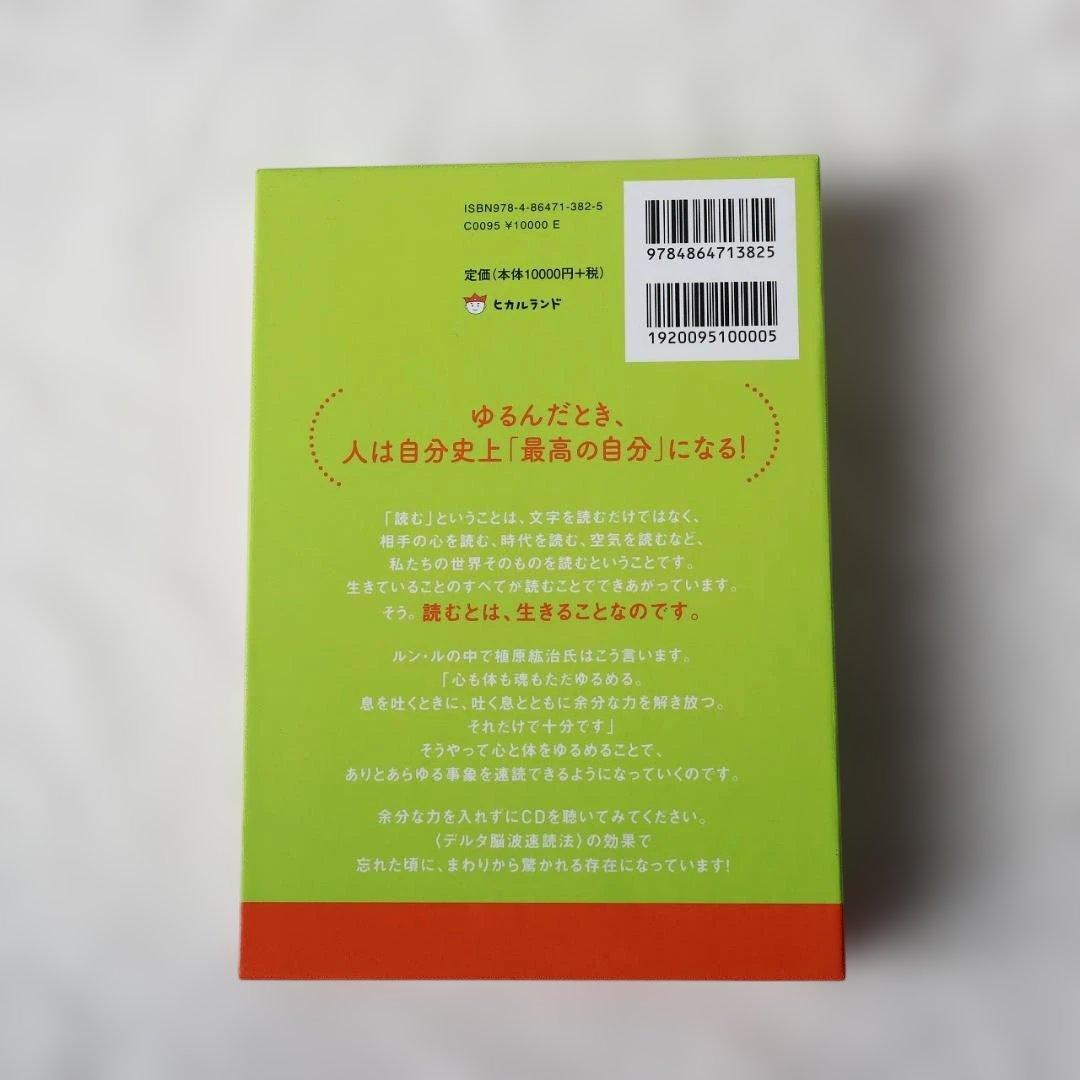 ISBN978-4-86471-382-5
C0095 ¥10000 E
定価(本体10000円+税)
ヒカルランド
9784864713825
1920095100005
ゆるんだとき、
人は自分史上「最高の自分」になる!
「読む」ということは、文字を読むだけではなく、
相手の心を読む、時代を読む、空気を読むなど、
私たちの世界そのものを読むということです。
生きていることのすべてが読むことでできあがっています。
そう。読むとは、生きることなのです。
ルン・ルの中で植原紘治氏はこう言います。
「心も体も魂もただゆるめる。
息を吐くときに、吐く息とともに余分な力を解き放つ。
それだけで十分です」
そうやって心と体をゆるめることで、
ありとあらゆる事象を速読できるようになっていくのです。
余分な力を入れずにCDを聴いてみてください。
〈デルタ脳波速読法〉の効果で
忘れた頃に、まわりから驚かれる存在になっています!